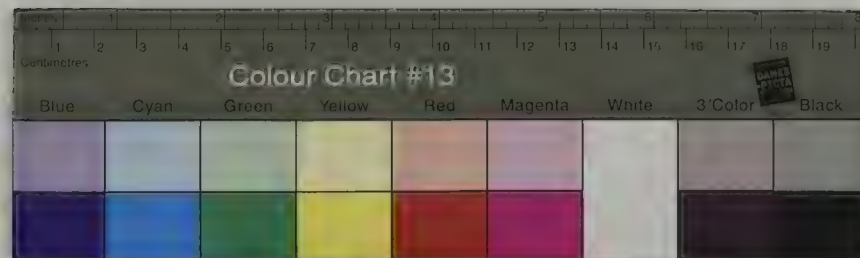 Inches 1 2 3 4 5 6 7
1 2 3 4 5 6 7 8 9 10 11 12 13 14 15 16 17 18 19
Centimetres
Colour Chart #13
DANES
PICTA
Blue Cyan Green Yellow Red Magenta White 3'Color Black